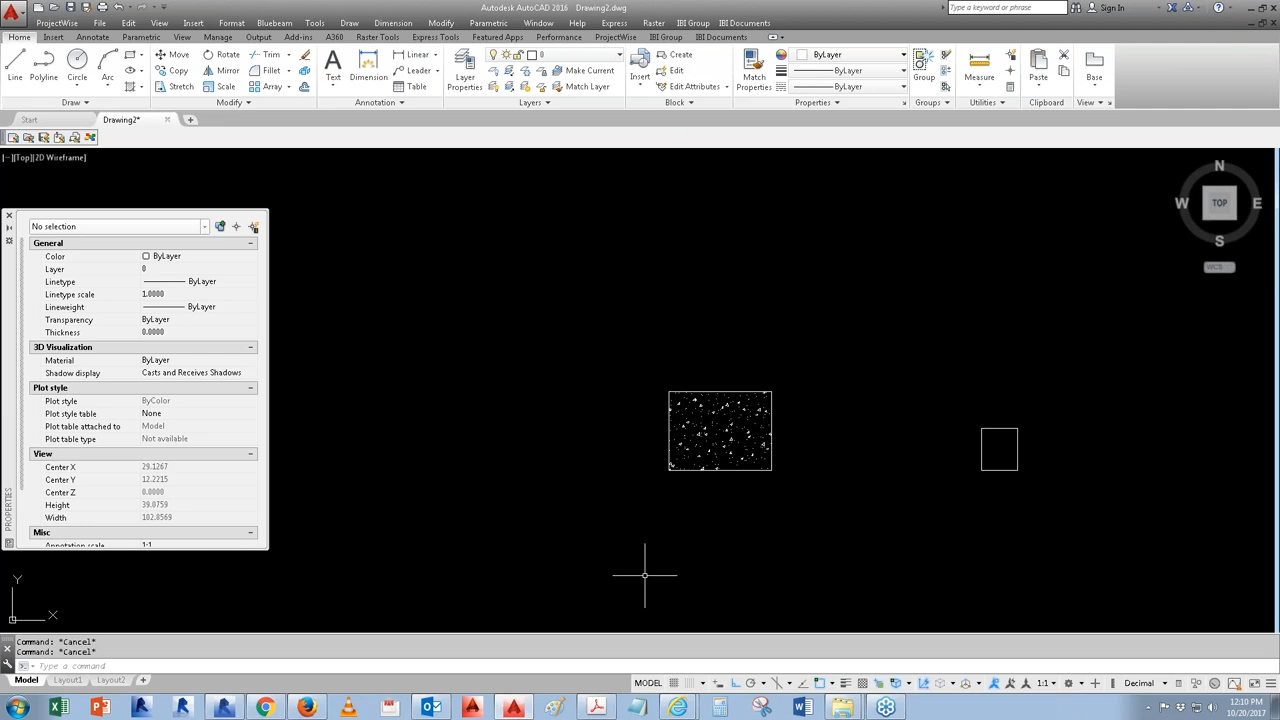 Autodesk AutoCAD 2016 Drawing2.dwg
Type a keyword or phrase
Sign In
ProjectWise File Edit View Insert Format Bluebeam Tools Draw Dimension Modify Parametric Window Help Express Raster IBI Group IBI Documents
Home Insert Annotate Parametric View Manage Output Add-ins A360 Raster Tools Express Tools Featured Apps Performance ProjectWise IBI Group IBI Documents
Line Polyline Circle Arc
Move Rotate Trim
Copy Mirror Fillet
Stretch Scale Array
Text Dimension
Linear
Leader
Table
Layer Properties
0
Make Current
Match Layer
Insert
Create
Edit
Edit Attributes
Match Properties
ByLayer
ByLayer
ByLayer
Group Measure Paste Base
Draw Modify Annotation Layers Block Properties Groups Utilities Clipboard View
Start Drawing2*
[−][Top][2D Wireframe]
N
W TOP E
S
WCS
No selection
General
Color ByLayer
Layer 0
Linetype ByLayer
Linetype scale 1.0000
Lineweight ByLayer
Transparency ByLayer
Thickness 0.0000
3D Visualization
Material ByLayer
Shadow display Casts and Receives Shadows
Plot style
Plot style ByColor
Plot style table None
Plot table attached to Model
Plot table type Not available
View
Center X 29.1267
Center Y 12.2215
Center Z 0.0000
Height 39.0759
Width 102.8569
Misc
Annotation scale 1:1
PROPERTIES
Y
X
Command: *Cancel*
Command: *Cancel*
Type a command
Model Layout1 Layout2
MODEL 1:1 Decimal
12:10 PM
10/20/2017